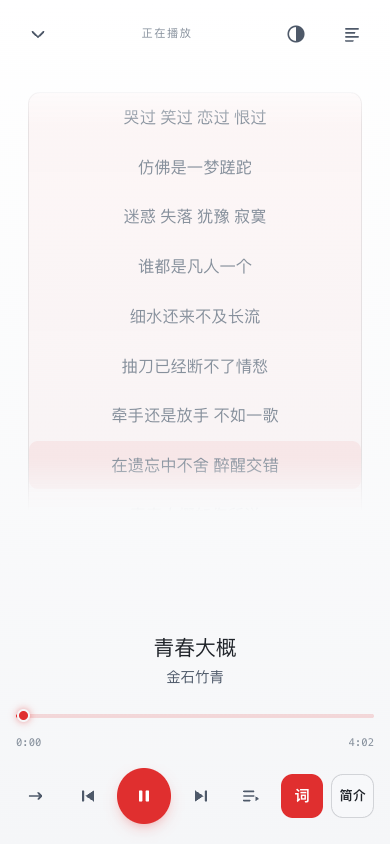 正在播放
哭过 笑过 恋过 恨过
仿佛是一梦蹉跎
迷惑 失落 犹豫 寂寞
谁都是凡人一个
细水还来不及长流
抽刀已经断不了情愁
牵手还是放手 不如一歌
在遗忘中不舍 醉醒交错
青春大概
金石竹青
0:00
4:02
词
简介